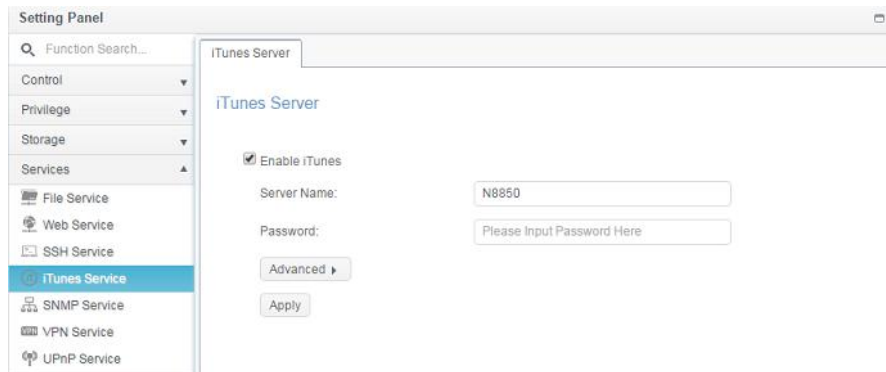 Setting Panel
Function Search...
Control
Privilege
Storage
Services
File Service
Web Service
SSH Service
iTunes Service
SNMP Service
VPN Service
UPnP Service
iTunes Server
iTunes Server
Enable iTunes
Server Name: N8850
Password: Please Input Password Here
Advanced
Apply